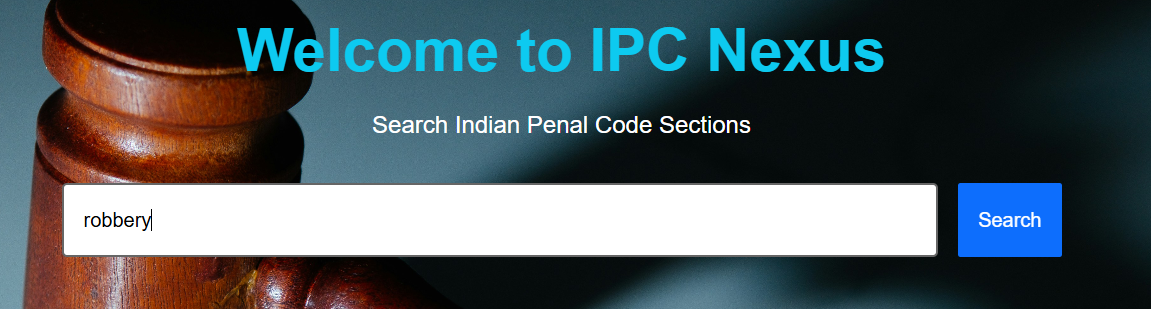 Welcome to IPC Nexus
Search Indian Penal Code Sections
robbery
Search